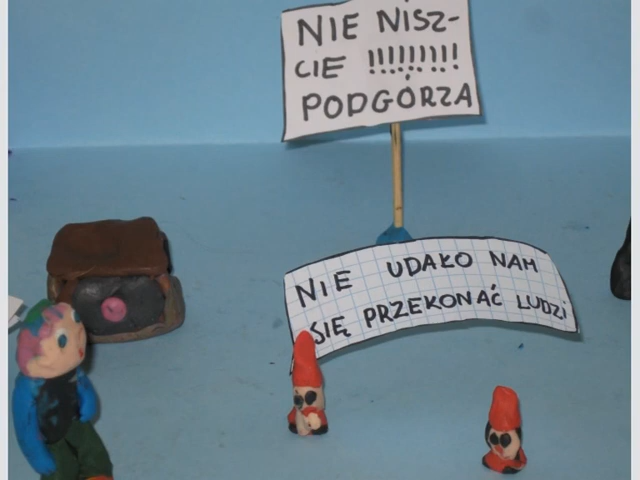 NIE NISZ-
CIE !!!!!!!!!
PODGÓRZA
NIE UDAŁO NAM
SIĘ PRZEKONAĆ LUDZI